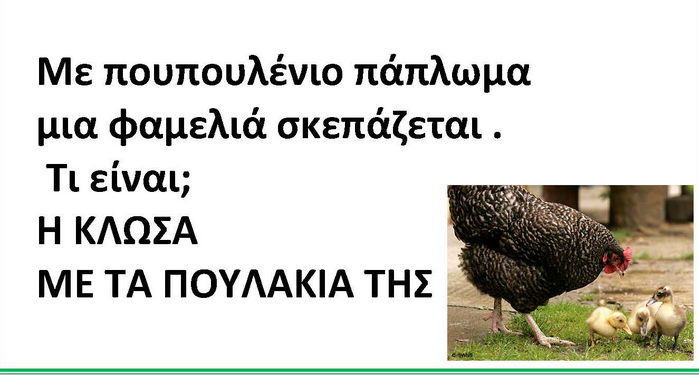 Με πουπουλένιο πάπλωμα
μια φαμελιά σκεπάζεται .
Τι είναι;
Η ΚΛΩΣΑ
ΜΕ ΤΑ ΠΟΥΛΑΚΙΑ ΤΗΣ